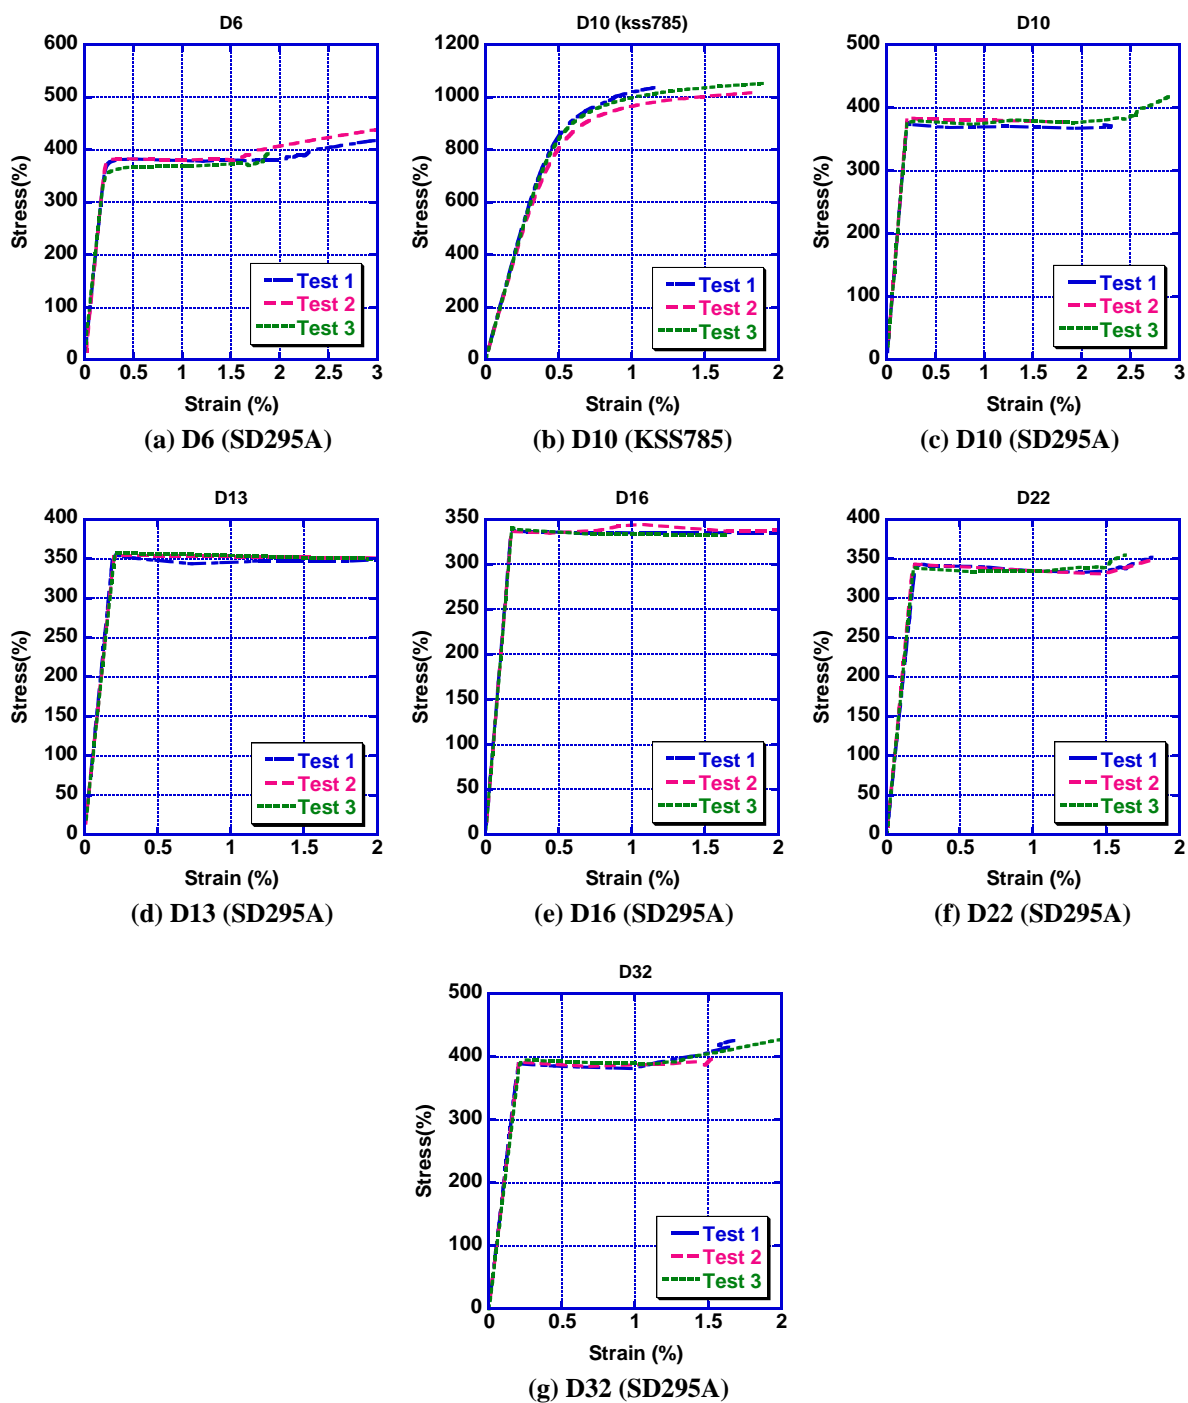 D6
600
500
400
300
200
100
0
Stress(%)
Test 1
Test 2
Test 3
0 0.5 1 1.5 2 2.5 3
Strain (%)
(a) D6 (SD295A)
D10 (kss785)
1200
1000
800
600
400
200
0
Stress(%)
Test 1
Test 2
Test 3
0 0.5 1 1.5 2
Strain (%)
(b) D10 (KSS785)
D10
500
400
300
200
100
0
Stress(%)
Test 1
Test 2
Test 3
0 0.5 1 1.5 2 2.5 3
Strain (%)
(c) D10 (SD295A)
D13
400
350
300
250
200
150
100
50
0
Stress(%)
Test 1
Test 2
Test 3
0 0.5 1 1.5 2
Strain (%)
(d) D13 (SD295A)
D16
350
300
250
200
150
100
50
0
Stress(%)
Test 1
Test 2
Test 3
0 0.5 1 1.5 2
Strain (%)
(e) D16 (SD295A)
D22
400
350
300
250
200
150
100
50
0
Stress(%)
Test 1
Test 2
Test 3
0 0.5 1 1.5 2
Strain (%)
(f) D22 (SD295A)
D32
500
400
300
200
100
0
Stress(%)
Test 1
Test 2
Test 3
0 0.5 1 1.5 2
Strain (%)
(g) D32 (SD295A)